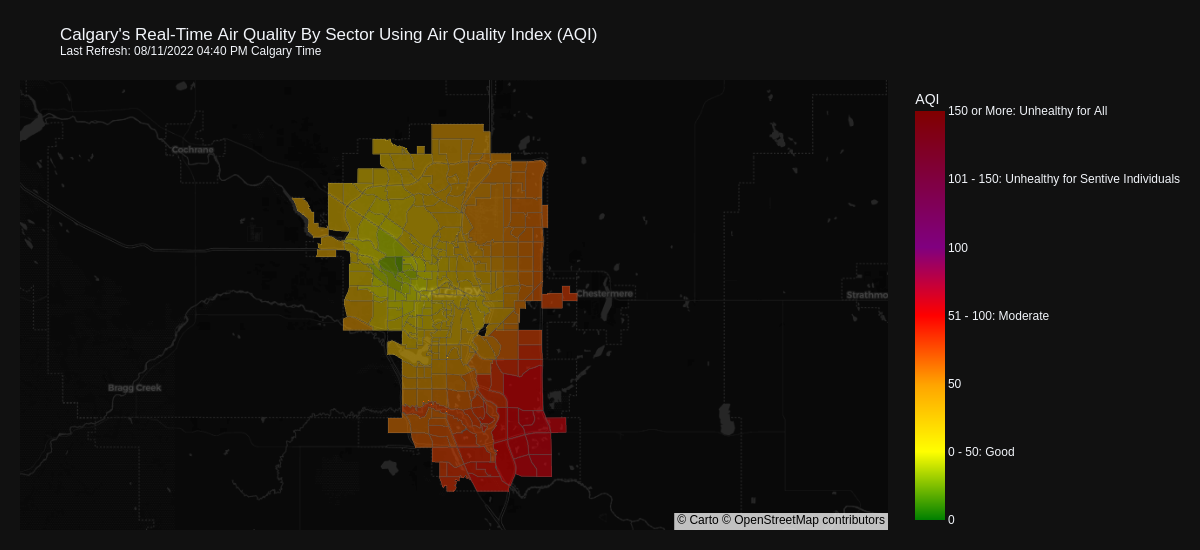 Calgary's Real-Time Air Quality By Sector Using Air Quality Index (AQI)
Last Refresh: 08/11/2022 04:40 PM Calgary Time
AQI
150 or More: Unhealthy for All
Cochrane
101 - 150: Unhealthy for Sentive Individuals
100
CALGARY
Chestermere
Strathmo
51 - 100: Moderate
50
Bragg Creek
0 - 50: Good
0
© Carto © OpenStreetMap contributors